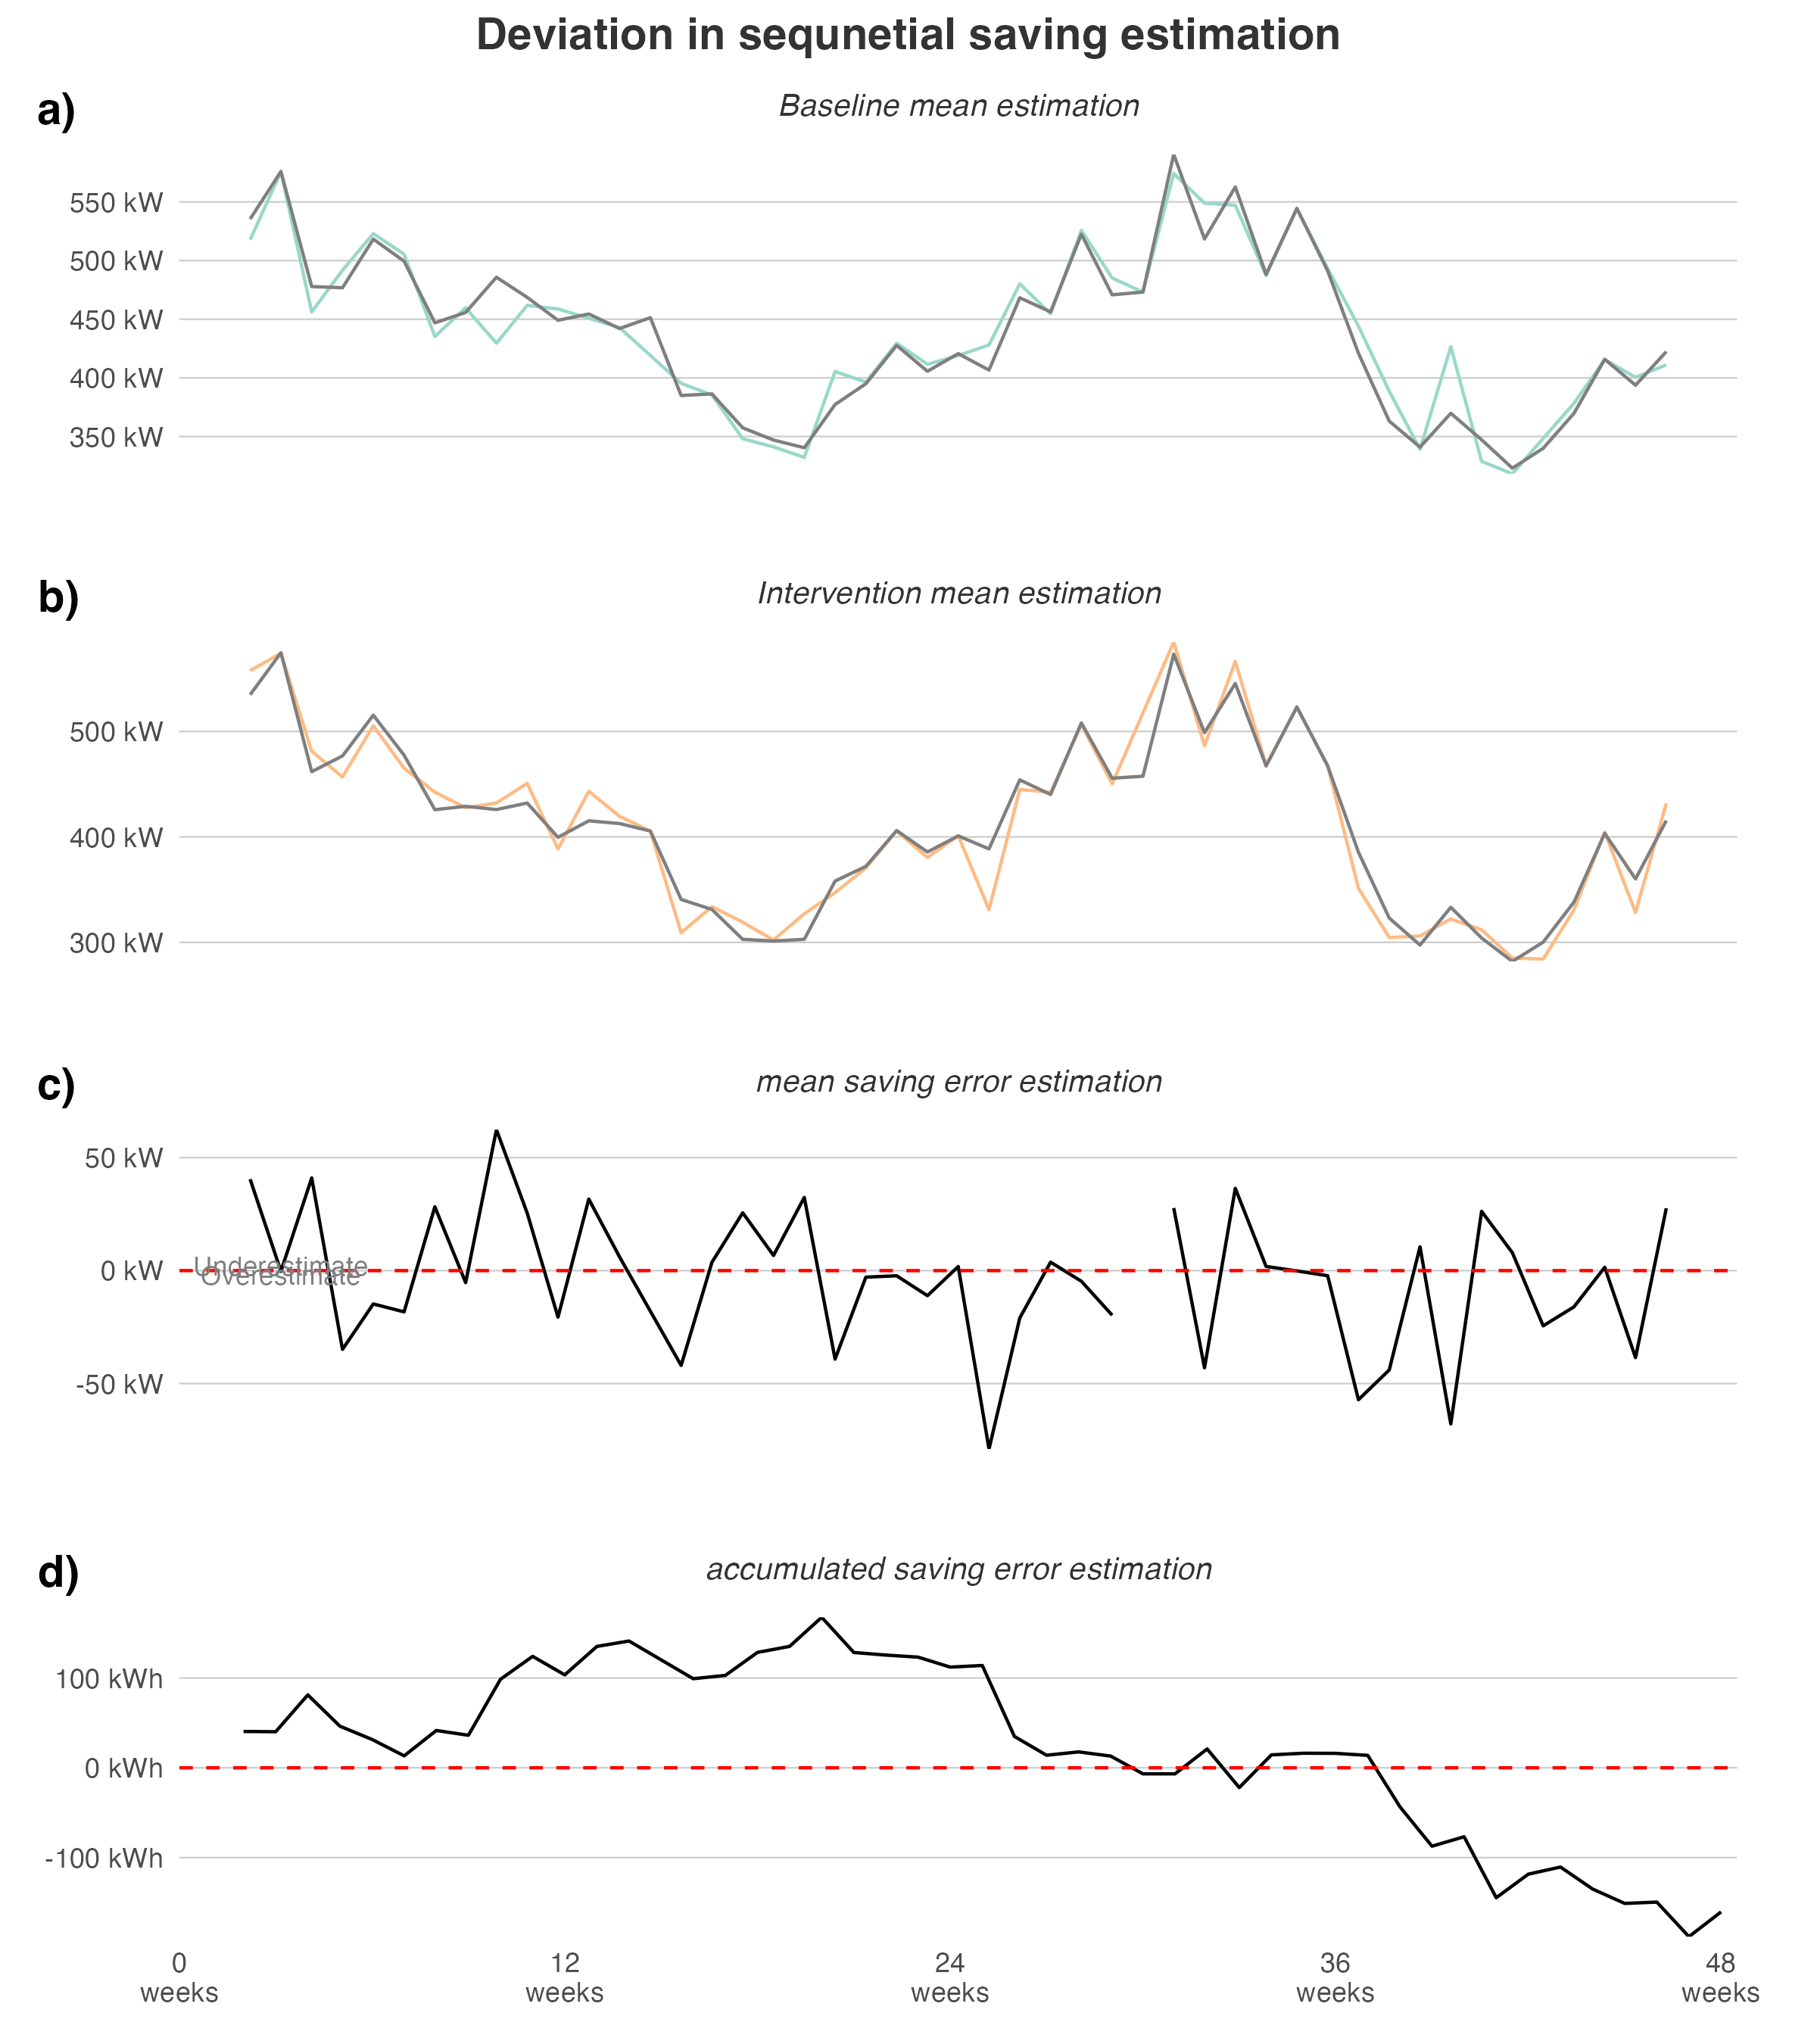 Deviation in sequnetial saving estimation
a)
Baseline mean estimation
550 kW
500 kW
450 kW
400 kW
350 kW
b)
Intervention mean estimation
500 kW
400 kW
300 kW
c)
mean saving error estimation
50 kW
0 kW
-50 kW
Underestimate
Overestimate
d)
accumulated saving error estimation
100 kWh
0 kWh
-100 kWh
0 12 24 36 48
weeks weeks weeks weeks weeks